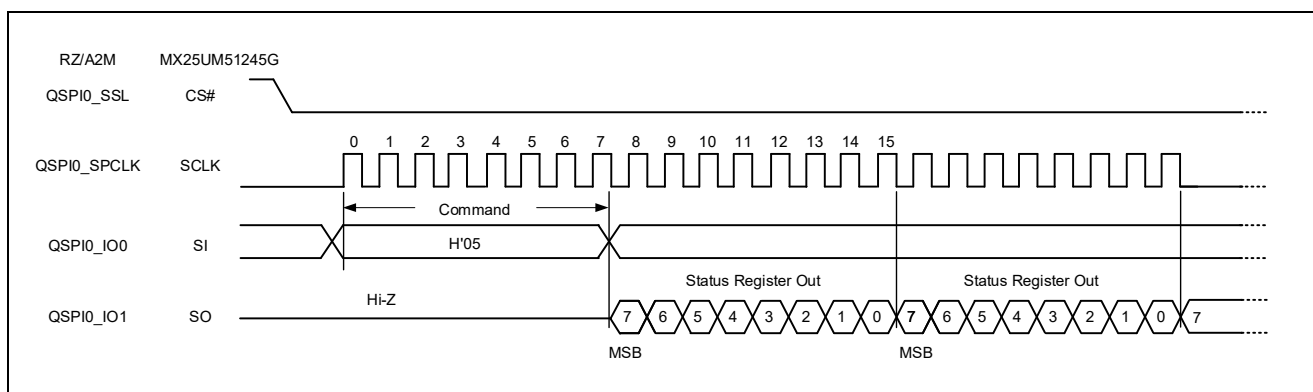 RZ/A2M MX25UM51245G
QSPI0_SSL CS#
0 1 2 3 4 5 6 7 8 9 10 11 12 13 14 15
QSPI0_SPCLK SCLK
Command
QSPI0_IO0 SI H'05
Status Register Out Status Register Out
Hi-Z
QSPI0_IO1 SO 7 6 5 4 3 2 1 0 7 6 5 4 3 2 1 0 7
MSB MSB